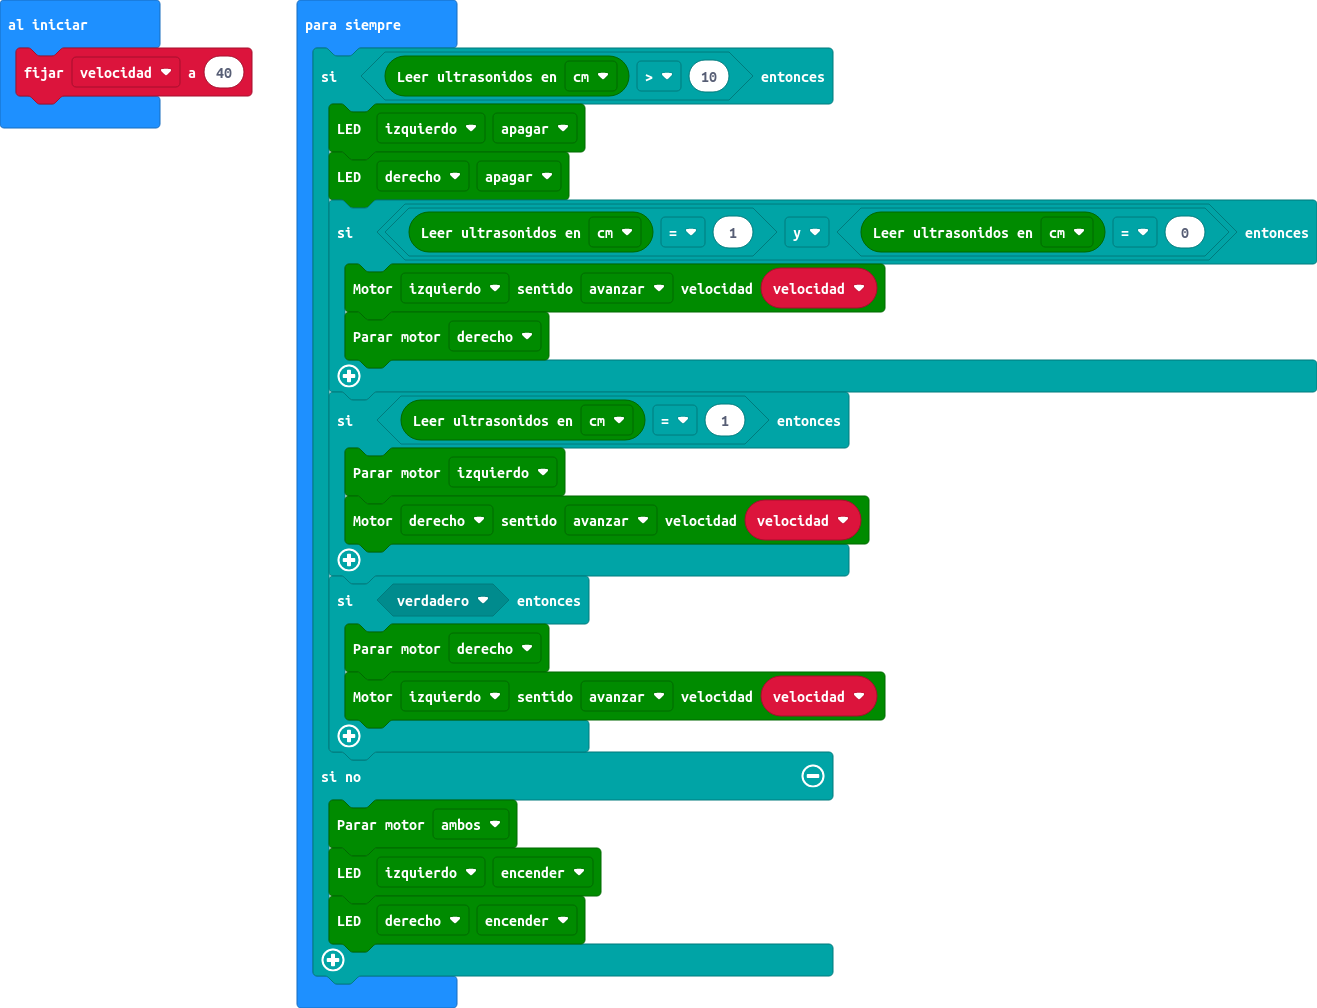 al iniciar
fijar velocidad a 40
para siempre
si Leer ultrasonidos en cm > 10 entonces
LED izquierdo apagar
LED derecho apagar
si Leer ultrasonidos en cm = 1 y Leer ultrasonidos en cm = 0 entonces
Motor izquierdo sentido avanzar velocidad velocidad
Parar motor derecho
si Leer ultrasonidos en cm = 1 entonces
Parar motor izquierdo
Motor derecho sentido avanzar velocidad velocidad
si verdadero entonces
Parar motor derecho
Motor izquierdo sentido avanzar velocidad velocidad
si no
Parar motor ambos
LED izquierdo encender
LED derecho encender